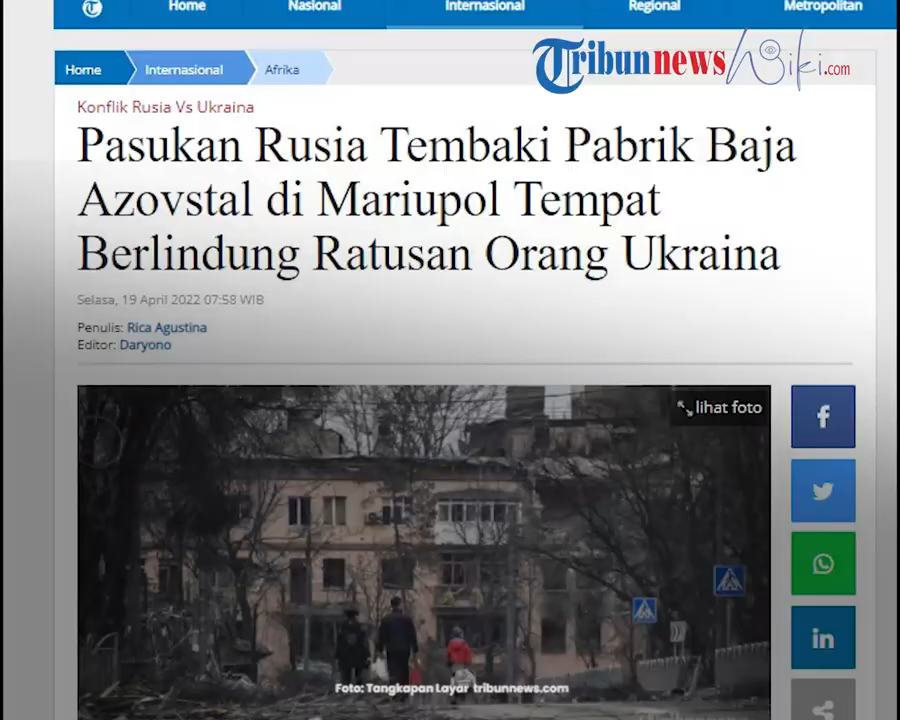 Home Nasional Internasional Regional Metropolitan
Home Internasional Afrika
Tribunnews Wiki.com
Konflik Rusia Vs Ukraina
Pasukan Rusia Tembaki Pabrik Baja
Azovstal di Mariupol Tempat
Berlindung Ratusan Orang Ukraina
Selasa, 19 April 2022 07:58 WIB
Penulis: Rica Agustina
Editor: Daryono
lihat foto
Foto: Tangkapan Layar tribunnews.com